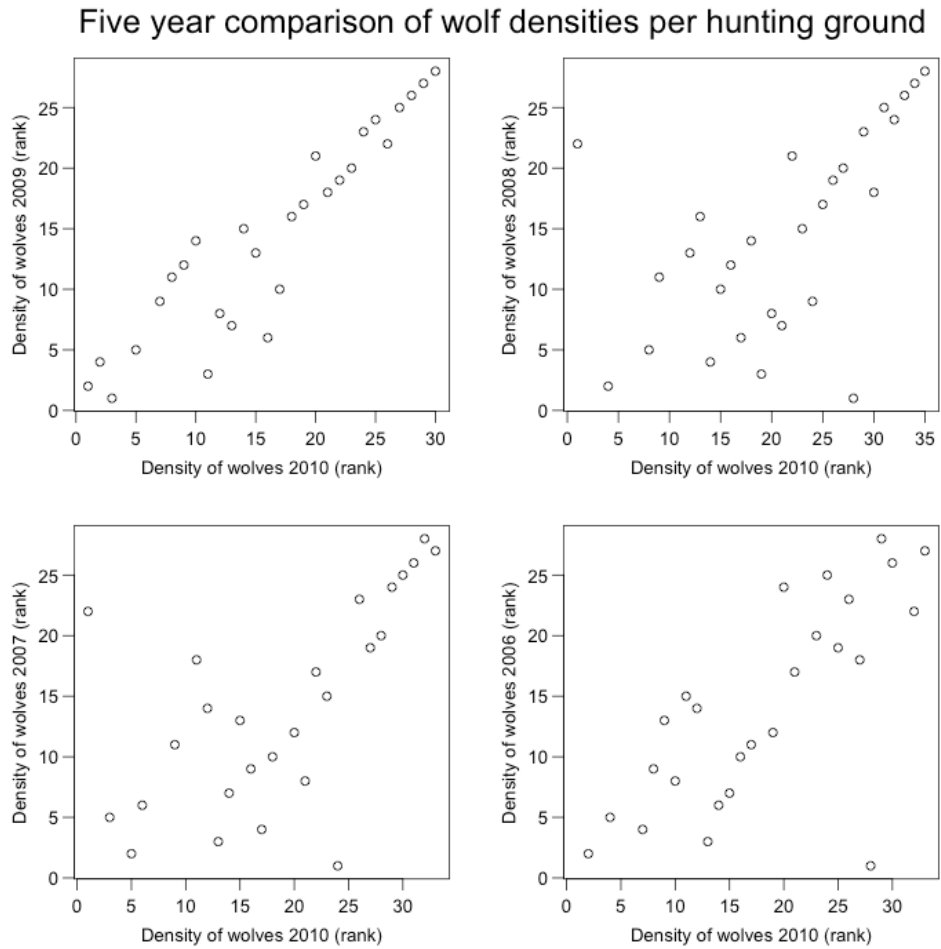 Five year comparison of wolf densities per hunting ground
Density of wolves 2009 (rank)
25
20
15
10
5
0
0 5 10 15 20 25 30
Density of wolves 2010 (rank)
Density of wolves 2008 (rank)
25
20
15
10
5
0
0 5 10 15 20 25 30 35
Density of wolves 2010 (rank)
Density of wolves 2007 (rank)
25
20
15
10
5
0
0 5 10 15 20 25 30
Density of wolves 2010 (rank)
Density of wolves 2006 (rank)
25
20
15
10
5
0
0 5 10 15 20 25 30
Density of wolves 2010 (rank)